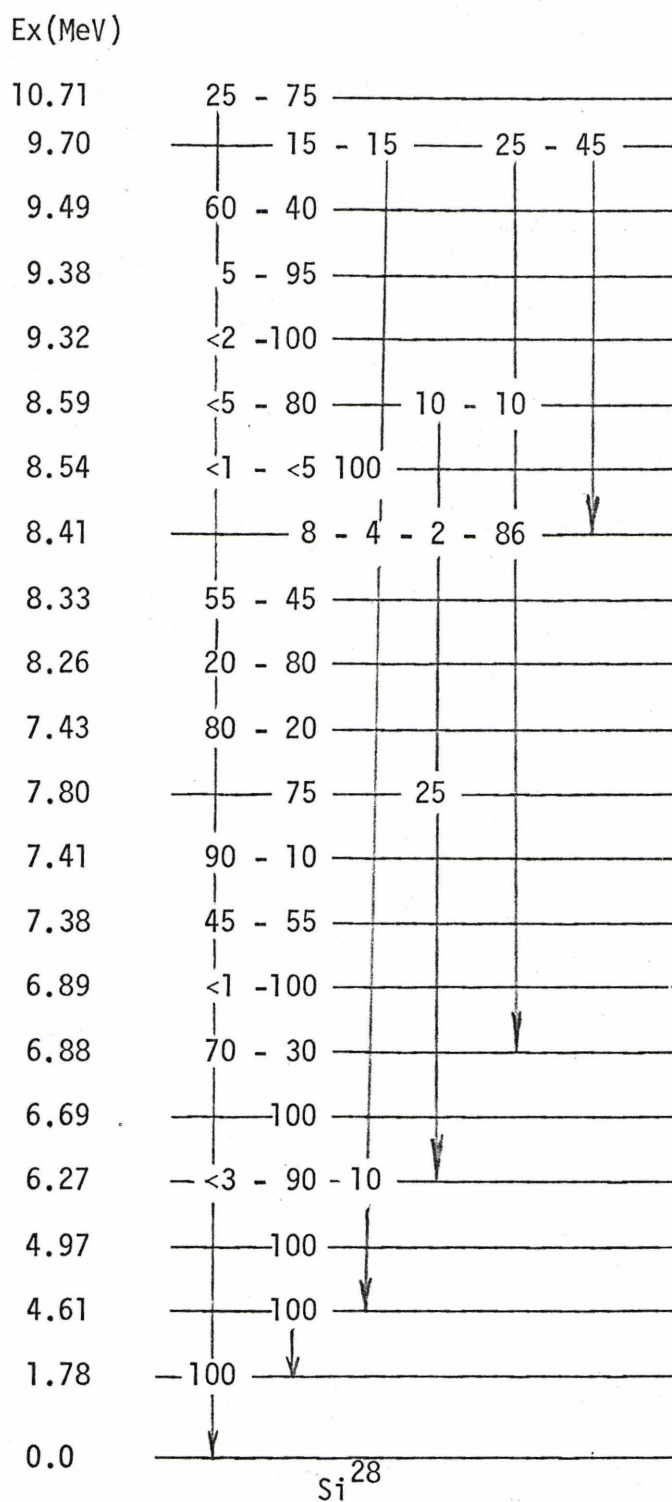 Ex(MeV)
10.71 25 - 75
9.70 15 - 15 25 - 45
9.49 60 - 40
9.38 5 - 95
9.32 <2 -100
8.59 <5 - 80 10 - 10
8.54 <1 - <5 100
8.41 8 - 4 - 2 - 86
8.33 55 - 45
8.26 20 - 80
7.43 80 - 20
7.80 75 25
7.41 90 - 10
7.38 45 - 55
6.89 <1 -100
6.88 70 - 30
6.69 100
6.27 <3 - 90 - 10
4.97 100
4.61 100
1.78 100
0.0
Si28